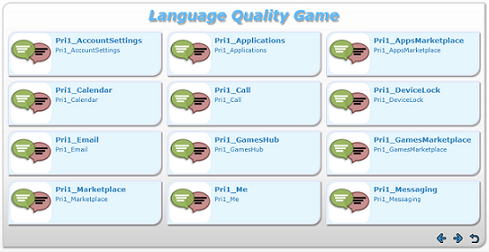 Language Quality Game
Pri1_AccountSettings
Pri1_AccountSettings
Pri1_Applications
Pri1_Applications
Pri1_AppsMarketplace
Pri1_AppsMarketplace
Pri1_Calendar
Pri1_Calendar
Pri1_Call
Pri1_Call
Pri1_DeviceLock
Pri1_DeviceLock
Pri1_Email
Pri1_Email
Pri1_GamesHub
Pri1_GamesHub
Pri1_GamesMarketplace
Pri1_GamesMarketplace
Pri1_Marketplace
Pri1_Marketplace
Pri1_Me
Pri1_Me
Pri1_Messaging
Pri1_Messaging